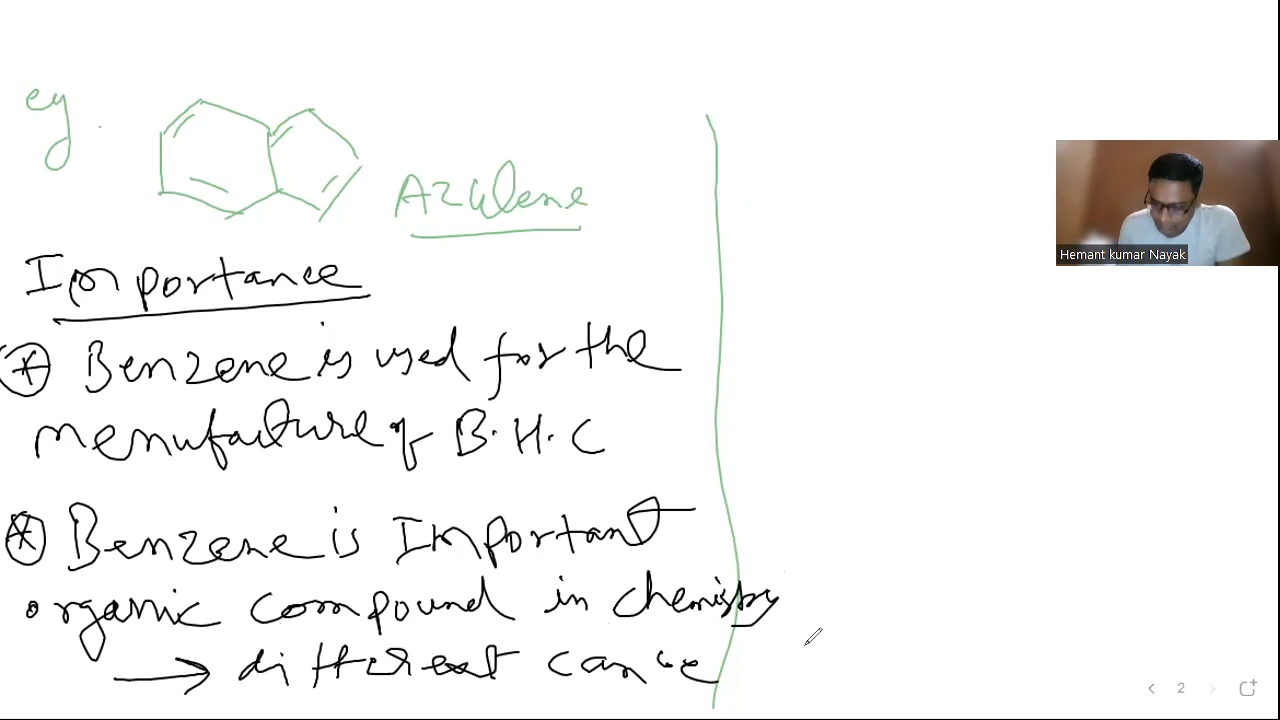 eg.
Azulene
Importance
* Benzene is used for the
menufacture of B.H.C
* Benzene is Important
organic compound in chemistry
→ different
Hemant kumar Nayak
2